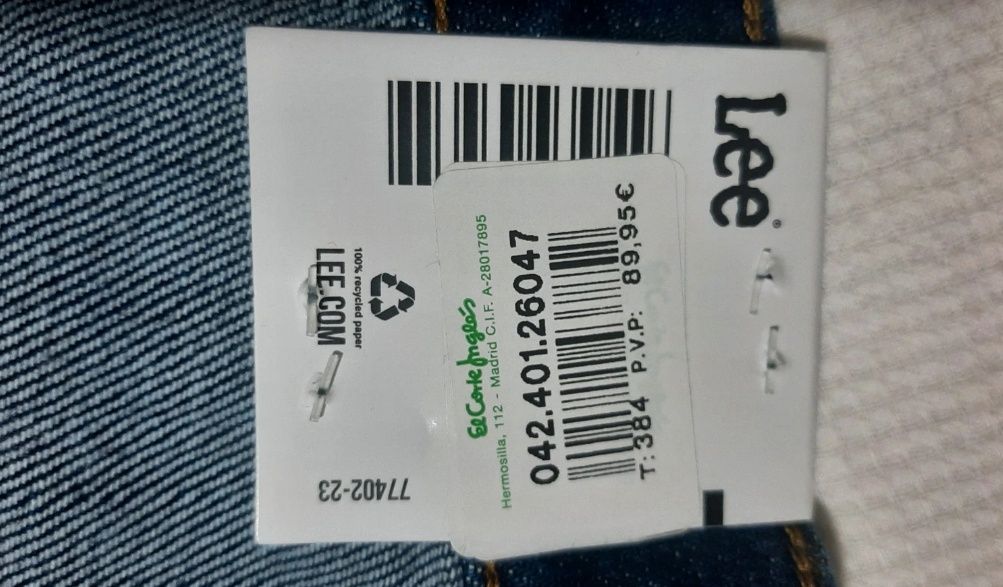 Lee®
El Corte Inglés
Hermosilla, 112 - Madrid C.I.F. A-28017895
042.401.26047
T: 384 P.V.P: 89,95€
100% recycled paper
LEE.COM
77402-23